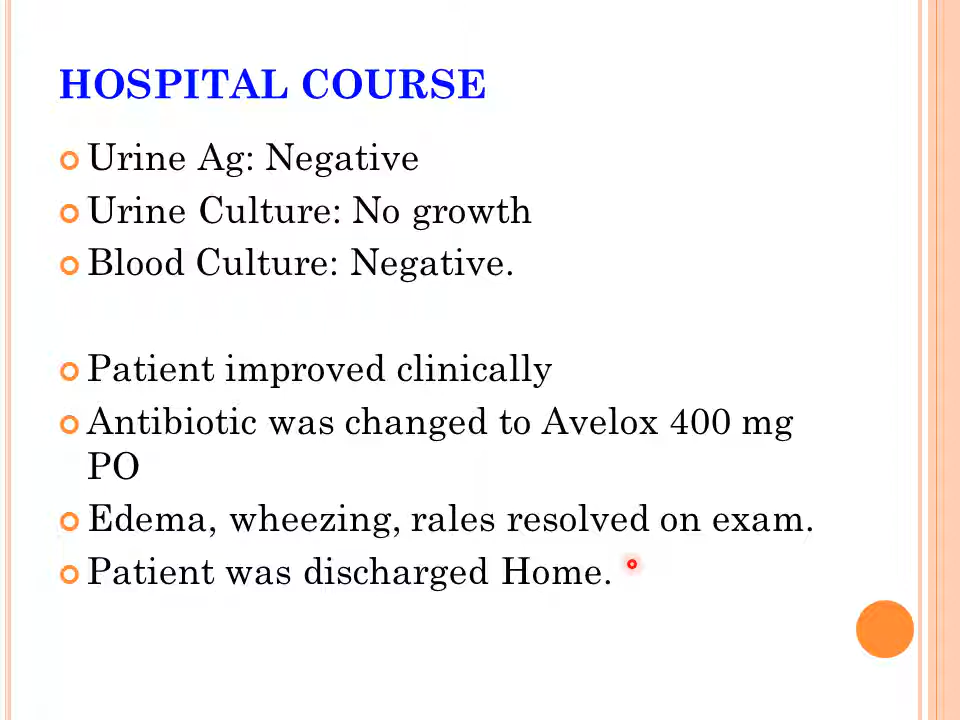 HOSPITAL COURSE
Urine Ag: Negative
Urine Culture: No growth
Blood Culture: Negative.
Patient improved clinically
Antibiotic was changed to Avelox 400 mg
PO
Edema, wheezing, rales resolved on exam.
Patient was discharged Home.